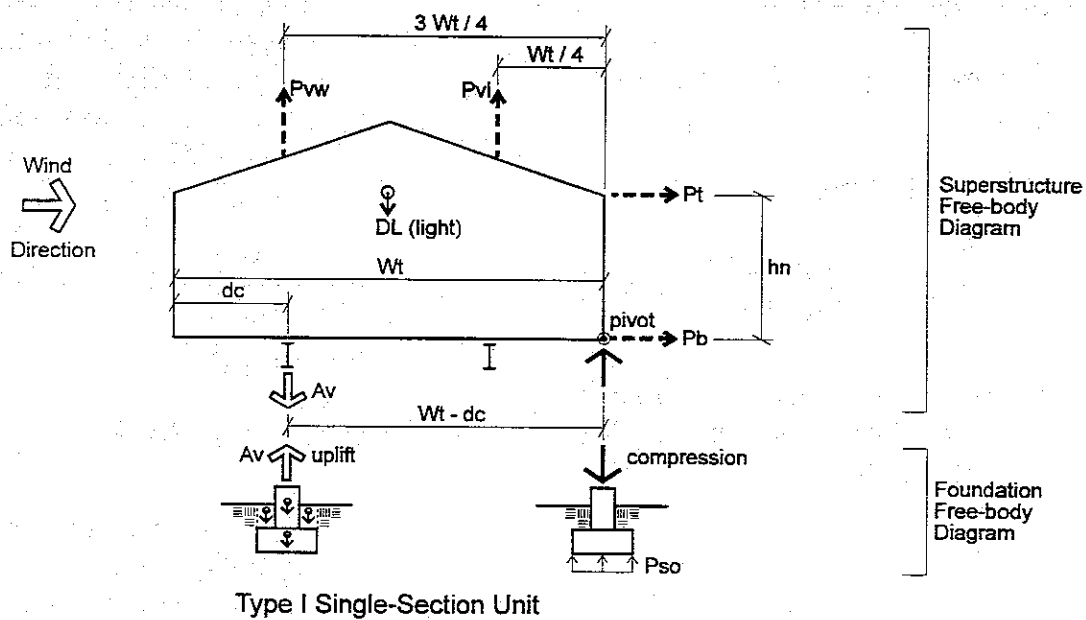 3 Wt / 4
Wt / 4
Pvw
Pvl
Wind
Direction
Pt
DL (light)
Wt
hn
dc
pivot
Pb
Av
Wt - dc
Av
uplift
compression
Pso
Superstructure
Free-body
Diagram
Foundation
Free-body
Diagram
Type I Single-Section Unit